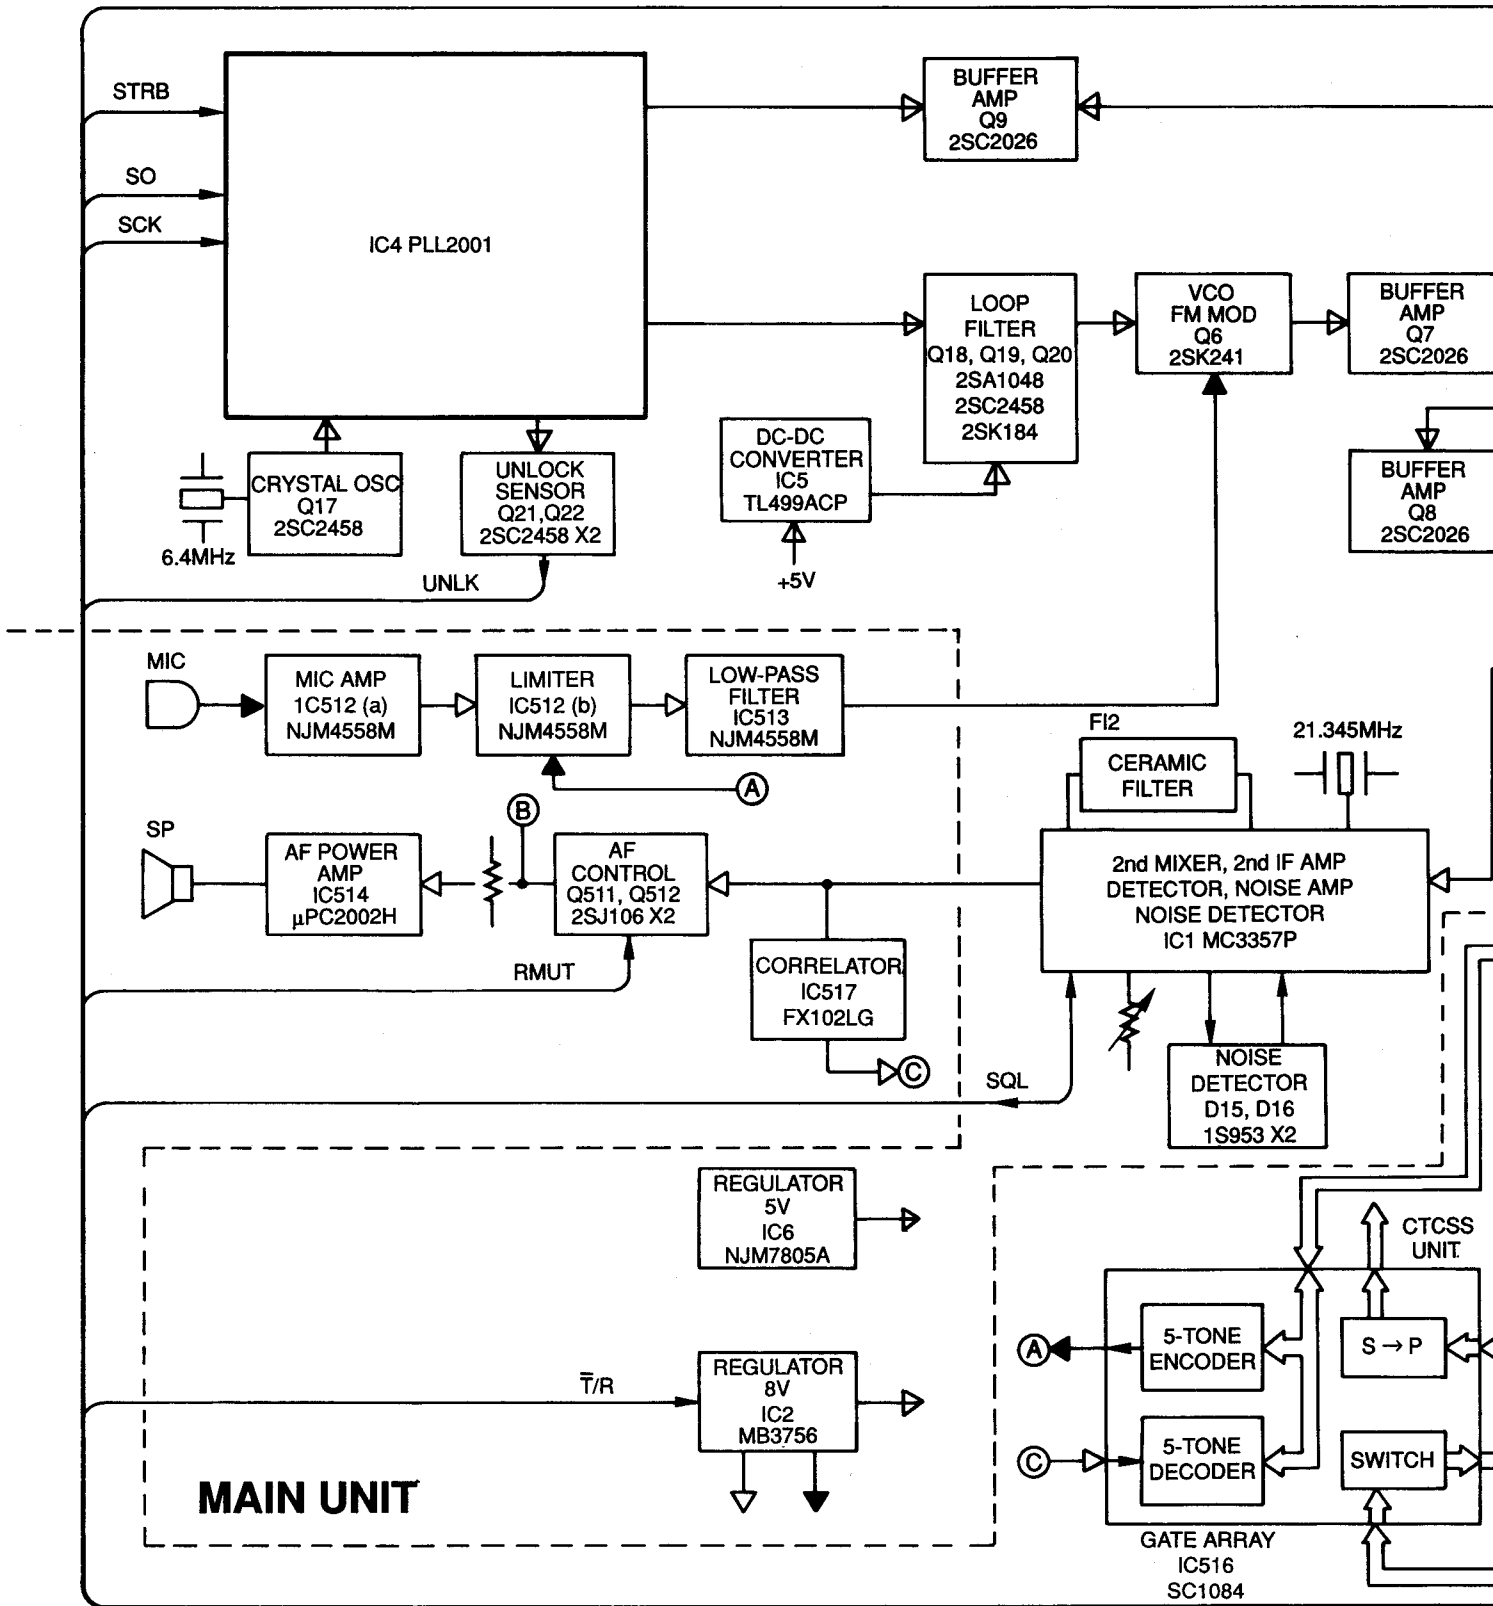 STRB
SO
SCK
IC4 PLL2001
BUFFER
AMP
Q9
2SC2026
LOOP
FILTER
Q18, Q19, Q20
2SA1048
2SC2458
2SK184
VCO
FM MOD
Q6
2SK241
BUFFER
AMP
Q7
2SC2026
DC-DC
CONVERTER
IC5
TL499ACP
+5V
BUFFER
AMP
Q8
2SC2026
CRYSTAL OSC
Q17
2SC2458
6.4MHz
UNLOCK
SENSOR
Q21,Q22
2SC2458 X2
UNLK
MIC
MIC AMP
1C512 (a)
NJM4558M
LIMITER
IC512 (b)
NJM4558M
LOW-PASS
FILTER
IC513
NJM4558M
A
B
SP
AF POWER
AMP
IC514
μPC2002H
AF
CONTROL
Q511, Q512
2SJ106 X2
RMUT
CORRELATOR
IC517
FX102LG
C
FI2
CERAMIC
FILTER
21.345MHz
2nd MIXER, 2nd IF AMP
DETECTOR, NOISE AMP
NOISE DETECTOR
IC1 MC3357P
SQL
NOISE
DETECTOR
D15, D16
1S953 X2
REGULATOR
5V
IC6
NJM7805A
T̅/R
REGULATOR
8V
IC2
MB3756
MAIN UNIT
CTCSS
UNIT
A
5-TONE
ENCODER
S→P
C
5-TONE
DECODER
SWITCH
GATE ARRAY
IC516
SC1084